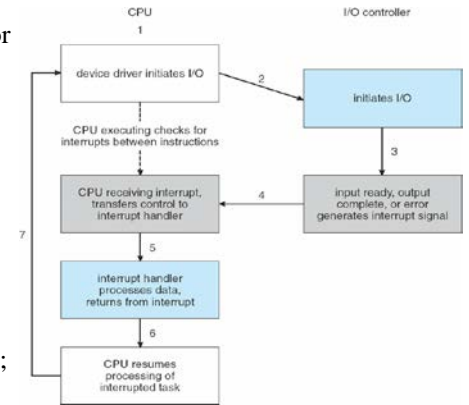 or
CPU
I/O controller
1
device driver initiates I/O
2
initiates I/O
CPU executing checks for
interrupts between instructions
3
CPU receiving interrupt,
transfers control to
interrupt handler
4
input ready, output
complete, or error
generates interrupt signal
7
5
interrupt handler
processes data,
returns from interrupt
6
;
CPU resumes
processing of
interrupted task